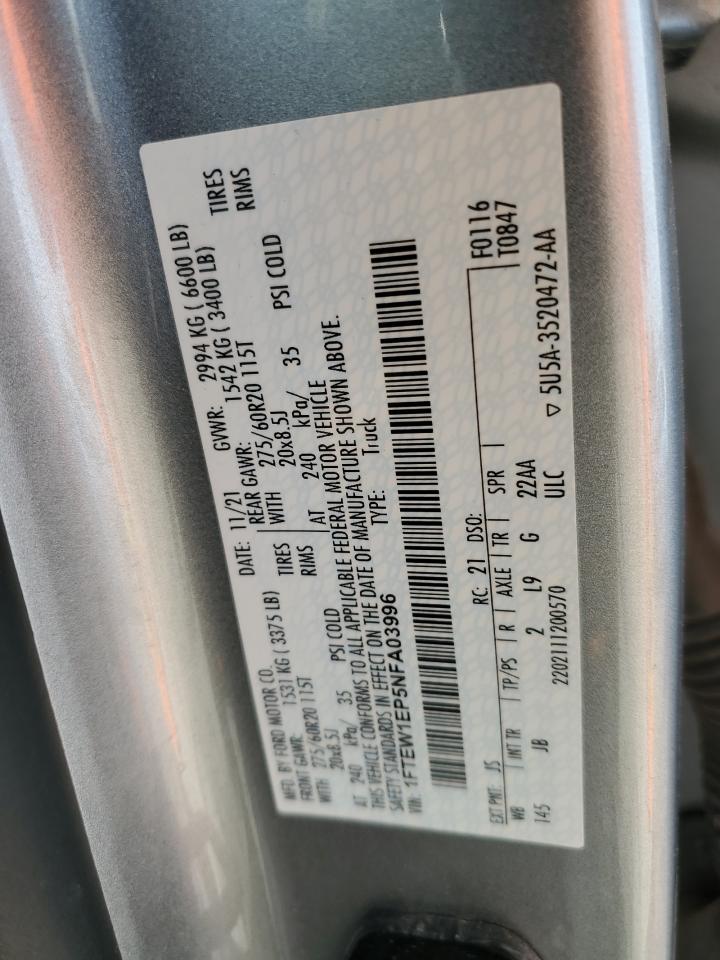 MFD. BY FORD MOTOR CO. DATE: 11/21 GVWR: 2994 KG ( 6600 LB)
FRONT GAWR: 1531 KG ( 3375 LB) REAR GAWR: 1542 KG ( 3400 LB)
WITH 275/60R20 115T TIRES WITH 275/60R20 115T TIRES
20x8.5J RIMS 20x8.5J RIMS
AT 240 kPa/ 35 PSI COLD AT 240 kPa/ 35 PSI COLD
THIS VEHICLE CONFORMS TO ALL APPLICABLE FEDERAL MOTOR VEHICLE
SAFETY STANDARDS IN EFFECT ON THE DATE OF MANUFACTURE SHOWN ABOVE.
VIN: 1FTEW1EP5NFA03996 TYPE: Truck
F0116
EXT PNT: JS RC: 21 DSO: T0847
WB INT TR TP/PS R AXLE TR SPR
145 JB 2 L9 G 22AA
2202111200570 ULC ▽ 5U5A-3520472-AA